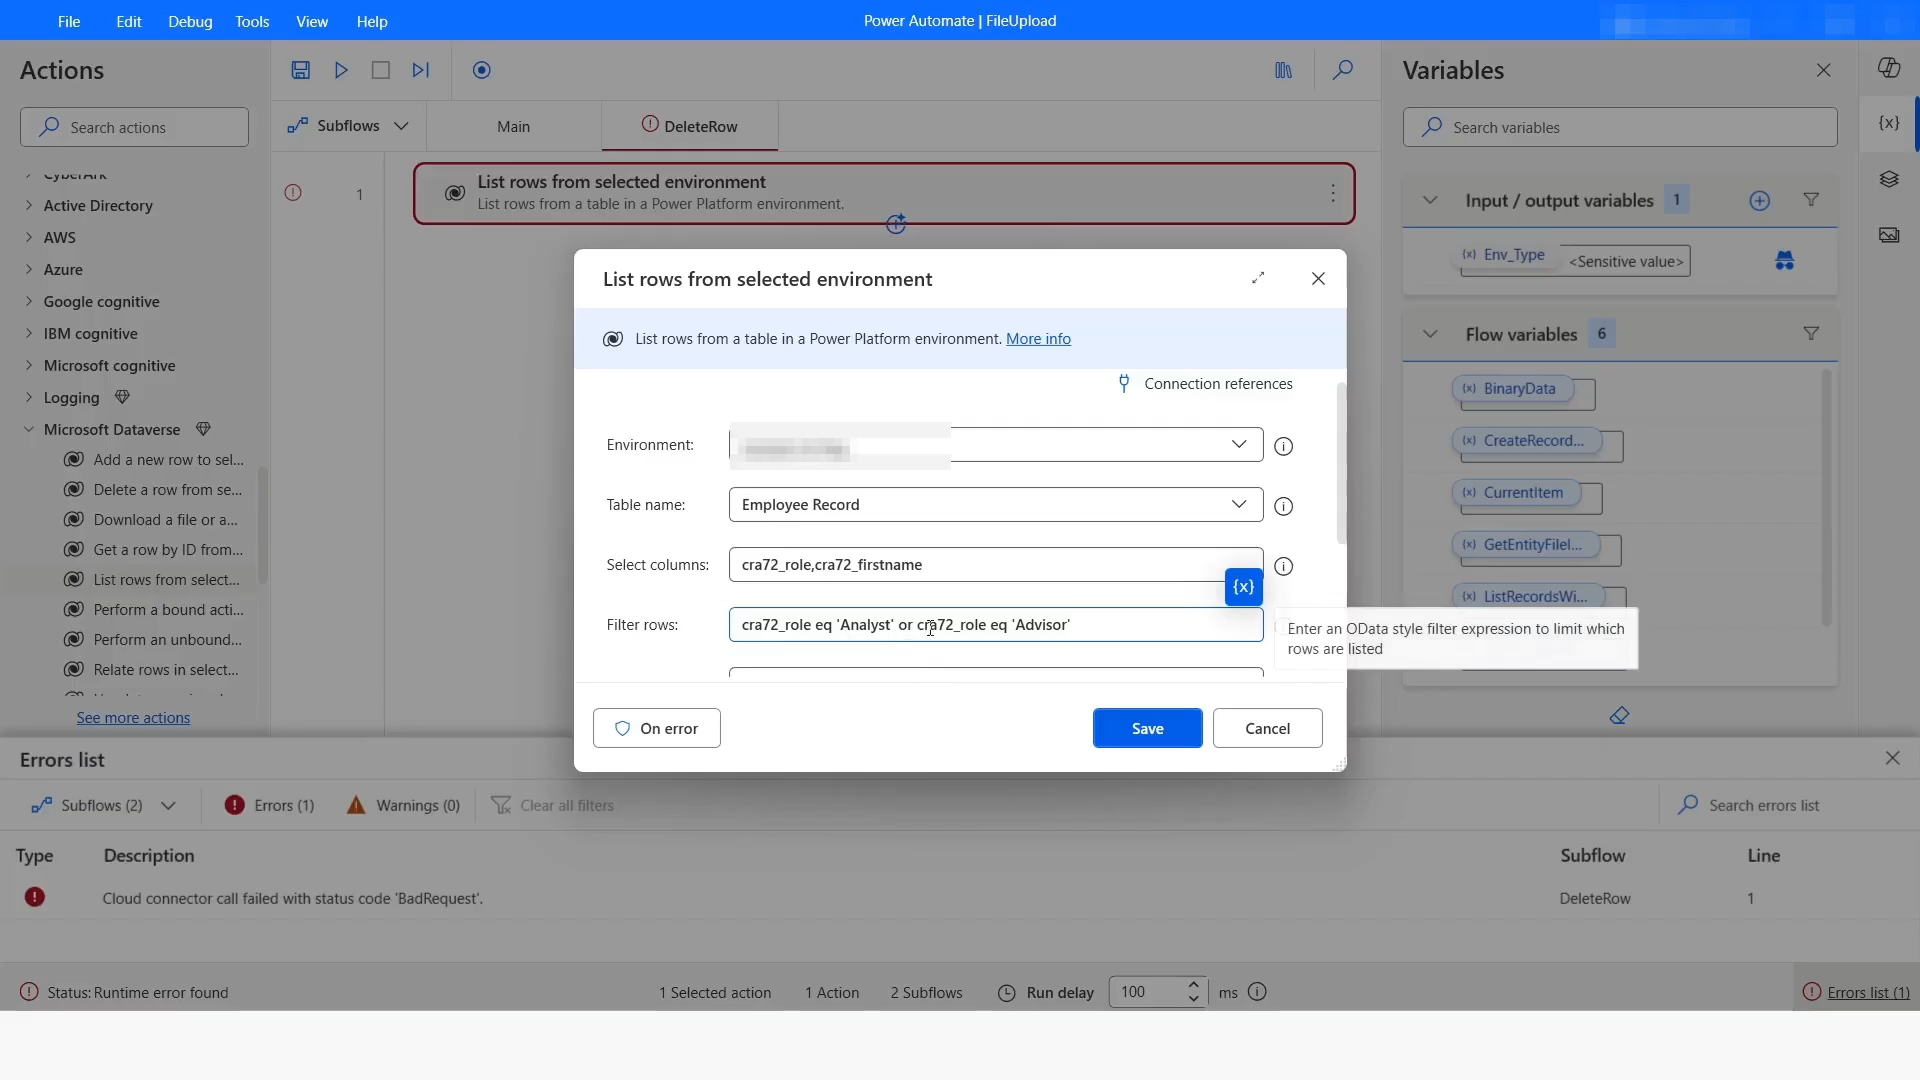 File Edit Debug Tools View Help
Power Automate | FileUpload
Actions
Search actions
CyberArk
Active Directory
AWS
Azure
Google cognitive
IBM cognitive
Microsoft cognitive
Logging
Microsoft Dataverse
Add a new row to sel...
Delete a row from se...
Download a file or a...
Get a row by ID from...
List rows from select...
Perform a bound acti...
Perform an unbound...
Relate rows in select...
See more actions
Subflows
Main
DeleteRow
1
List rows from selected environment
List rows from a table in a Power Platform environment.
List rows from selected environment
List rows from a table in a Power Platform environment. More info
Connection references
Environment:
Table name:
Employee Record
Select columns:
cra72_role,cra72_firstname
{x}
Filter rows:
cra72_role eq 'Analyst' or cra72_role eq 'Advisor'
Enter an OData style filter expression to limit which
rows are listed
On error
Save
Cancel
Variables
Search variables
{x}
Input / output variables 1
(x) Env_Type
<Sensitive value>
Flow variables 6
(x) BinaryData
(x) CreateRecord...
(x) CurrentItem
(x) GetEntityFileI...
(x) ListRecordsWi...
Errors list
Subflows (2)
Errors (1)
Warnings (0)
Clear all filters
Search errors list
Type Description Subflow Line
Cloud connector call failed with status code 'BadRequest'. DeleteRow 1
Status: Runtime error found
1 Selected action
1 Action
2 Subflows
Run delay
100
ms
Errors list (1)